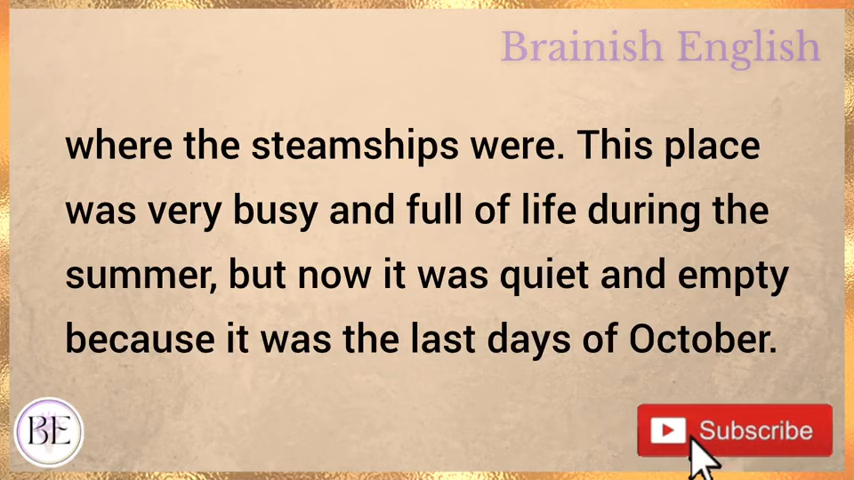 Brainish English
where the steamships were. This place
was very busy and full of life during the
summer, but now it was quiet and empty
because it was the last days of October.
BE
Subscribe